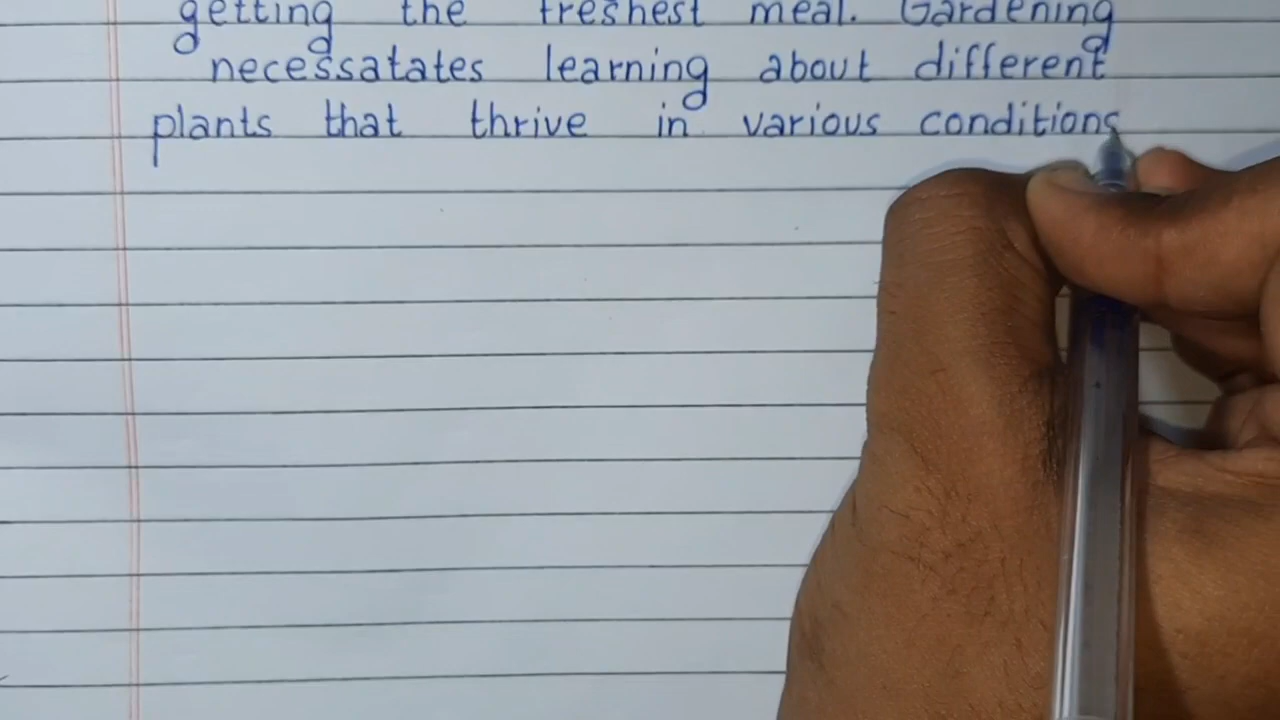 getting the freshest meal. Gardening
necessatates learning about different
plants that thrive in various conditions